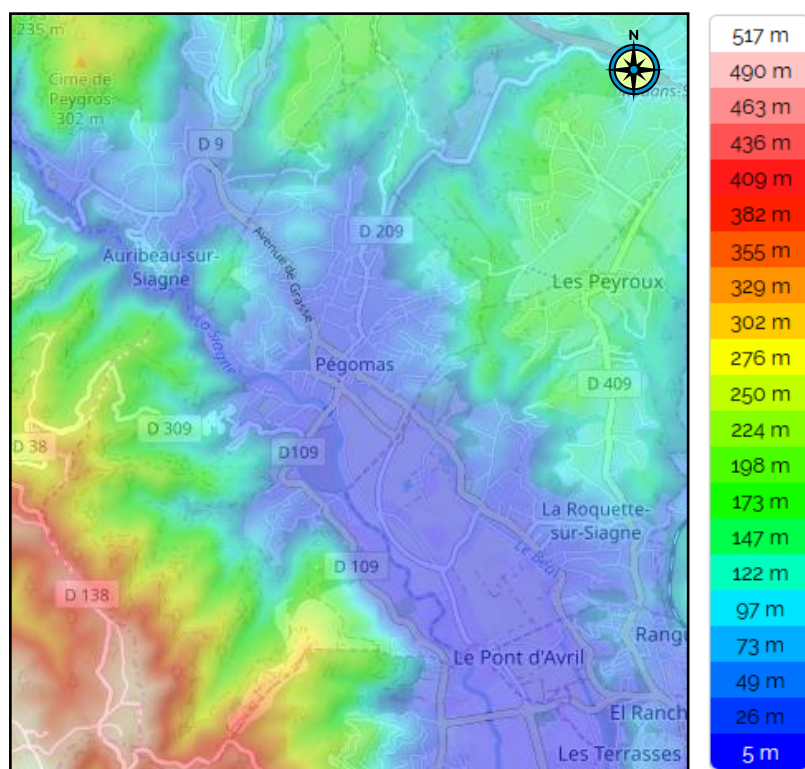 235 m
Cime de
Peygros
302 m
N
D 9
D 209
Avenue de Grasse
Auribeau-sur-
Siagne
Les Peyroux
La Siagne
Pégomas
D 409
D 309
D 38
D109
La Roquette-
sur-Siagne
Le Béal
D 109
D 138
Rangu
Le Pont d'Avril
El Ranch
Les Terrasses
517 m
490 m
463 m
436 m
409 m
382 m
355 m
329 m
302 m
276 m
250 m
224 m
198 m
173 m
147 m
122 m
97 m
73 m
49 m
26 m
5 m